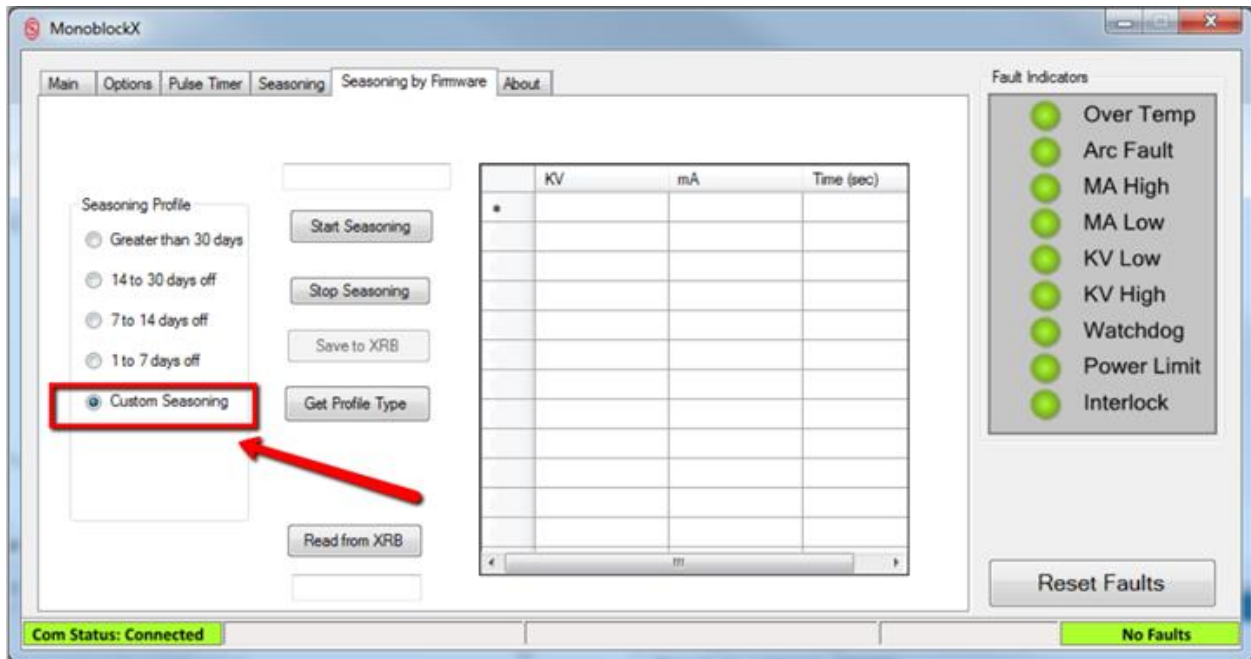 MonoblockX
Main Options Pulse Timer Seasoning Seasoning by Firmware About
Seasoning Profile
Greater than 30 days
14 to 30 days off
7 to 14 days off
1 to 7 days off
Custom Seasoning
Start Seasoning
Stop Seasoning
Save to XRB
Get Profile Type
Read from XRB
KV mA Time (sec)
Fault Indicators
Over Temp
Arc Fault
MA High
MA Low
KV Low
KV High
Watchdog
Power Limit
Interlock
Reset Faults
Com Status: Connected
No Faults